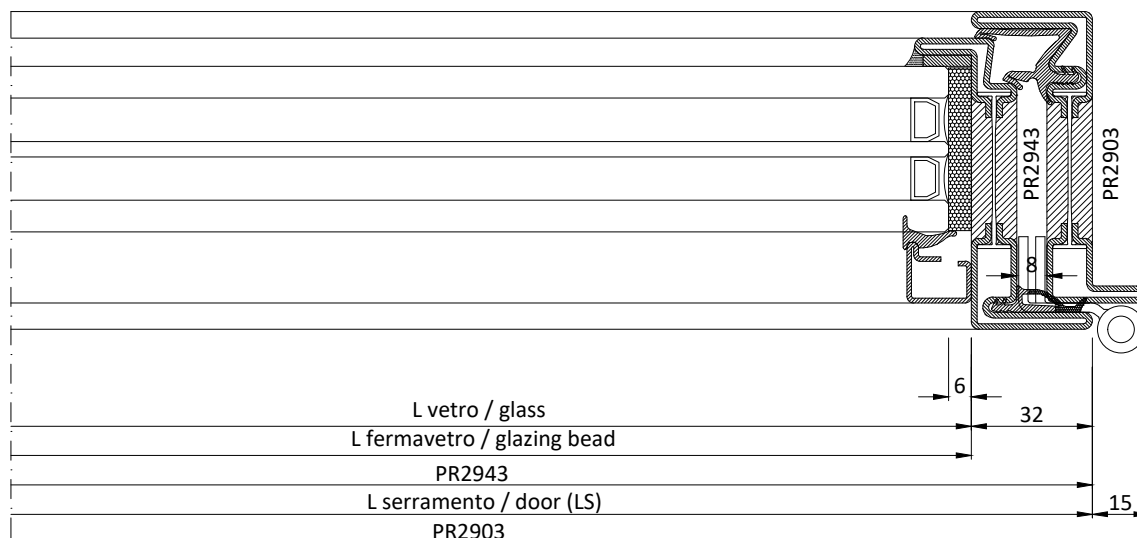 PR2943
PR2903
8
6
32
L vetro / glass
L fermavetro / glazing bead
PR2943
L serramento / door (LS)
15
PR2903